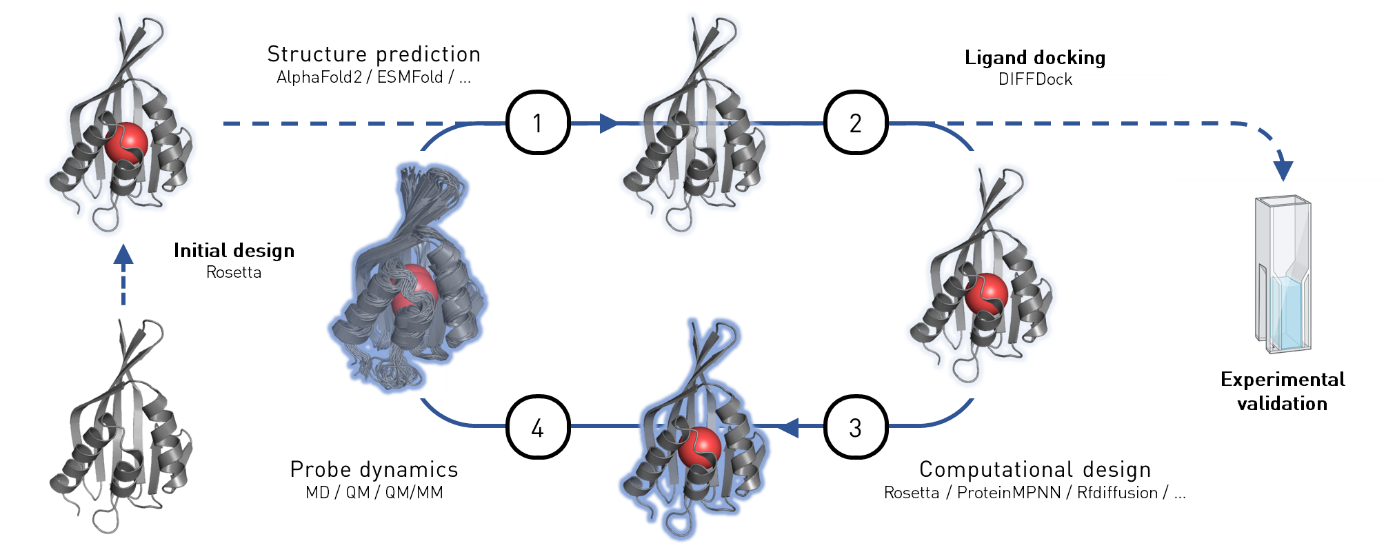 Structure prediction
AlphaFold2 / ESMFold / ...
Ligand docking
DIFFDock
1
2
Initial design
Rosetta
Experimental
validation
4
3
Probe dynamics
MD / QM / QM/MM
Computational design
Rosetta / ProteinMPNN / Rfdiffusion / ...